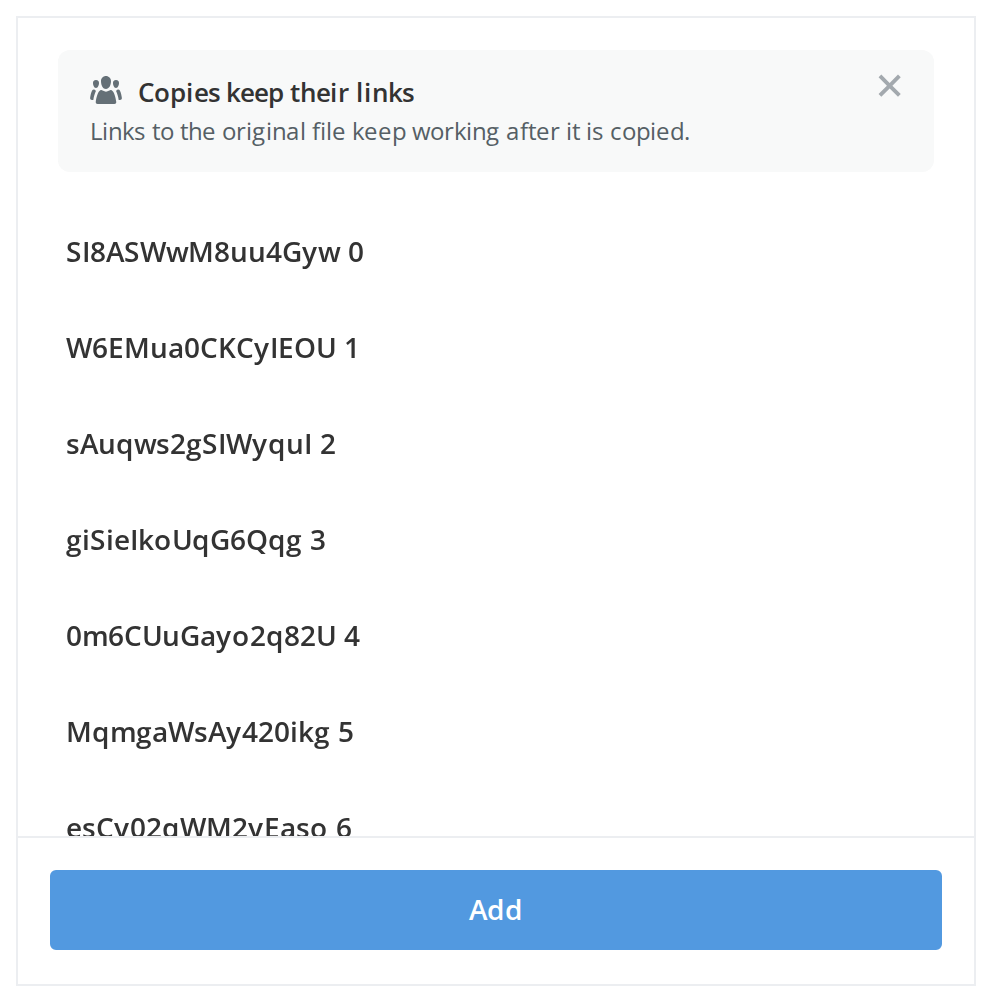 Copies keep their links
Links to the original file keep working after it is copied.
SI8ASWwM8uu4Gyw 0
W6EMua0CKCyIEOU 1
sAuqws2gSIWyquI 2
giSieIkoUqG6Qqg 3
0m6CUuGayo2q82U 4
MqmgaWsAy420ikg 5
Add